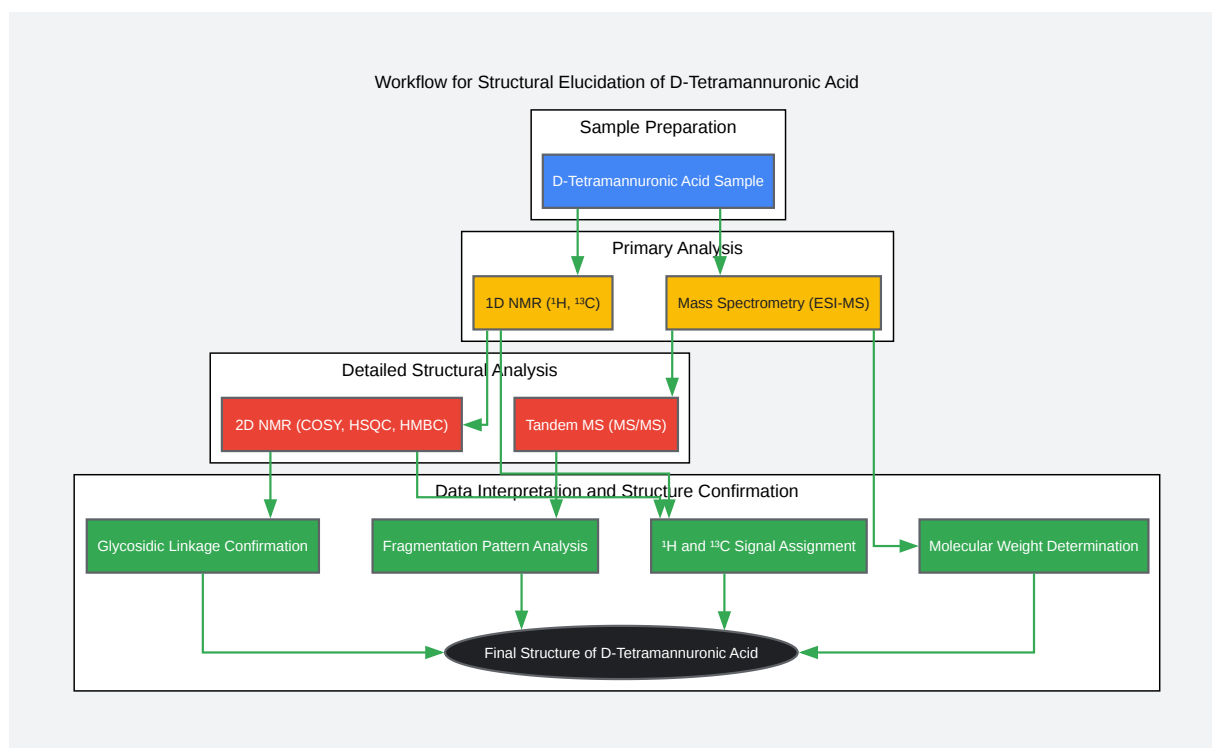 Workflow for Structural Elucidation of D-Tetramannuronic Acid
Sample Preparation
D-Tetramannuronic Acid Sample
Primary Analysis
1D NMR (¹H, ¹³C)
Mass Spectrometry (ESI-MS)
Detailed Structural Analysis
2D NMR (COSY, HSQC, HMBC)
Tandem MS (MS/MS)
Data Interpretation and Structure Confirmation
Glycosidic Linkage Confirmation
Fragmentation Pattern Analysis
¹H and ¹³C Signal Assignment
Molecular Weight Determination
Final Structure of D-Tetramannuronic Acid